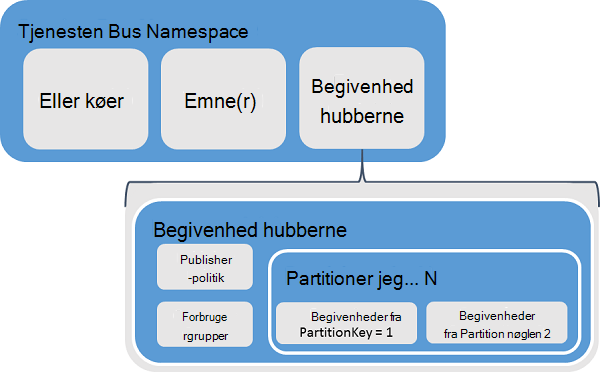 Tjenesten Bus Namespace
Eller køer
Emne(r)
Begivenhed
hubberne
Begivenhed hubberne
Publisher
-politik
Forbruge
rgrupper
Partitioner jeg... N
Begivenheder fra
PartitionKey = 1
Begivenheder
fra Partition nøglen 2